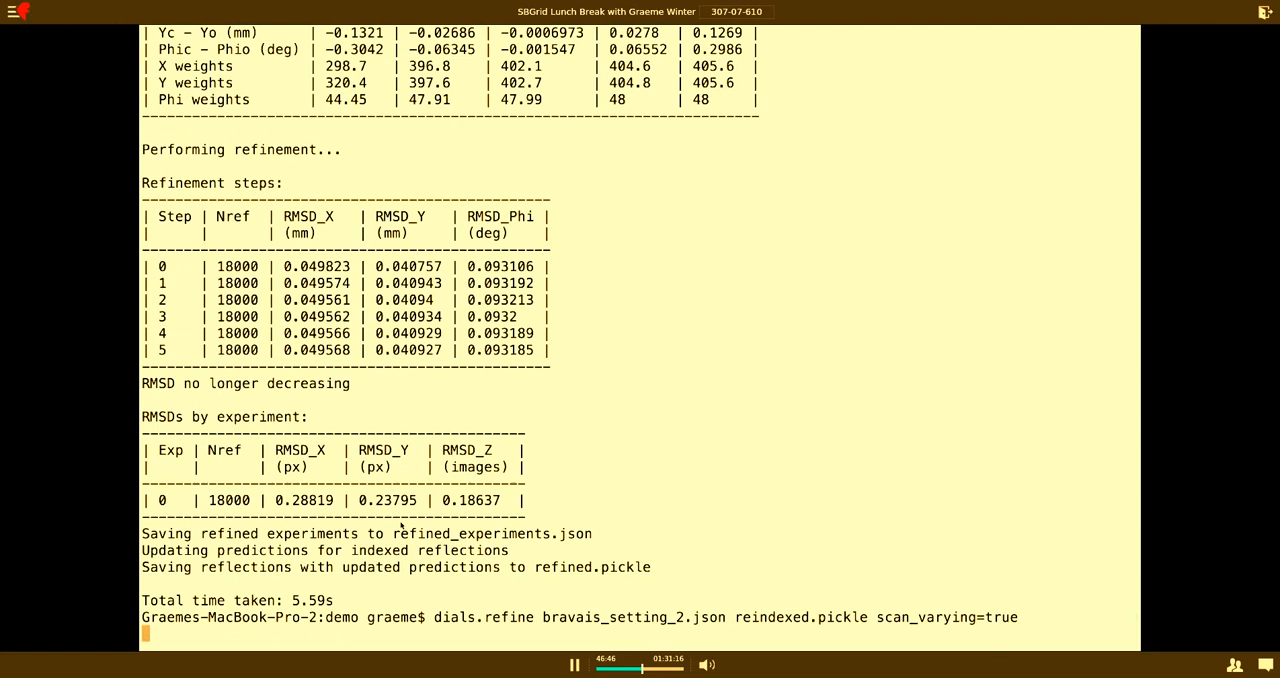 SBGrid Lunch Break with Graeme Winter 307-07-610
| Yc - Yo (mm) | -0.1321 | -0.02686 | -0.0006973 | 0.0278 | 0.1269 |
| Phic - Phio (deg) | -0.3042 | -0.06345 | -0.001547 | 0.06552 | 0.2986 |
| X weights | 298.7 | 396.8 | 402.1 | 404.6 | 405.6 |
| Y weights | 320.4 | 397.6 | 402.7 | 404.8 | 405.6 |
| Phi weights | 44.45 | 47.91 | 47.99 | 48 | 48 |
--------------------------------------------------------------------------
Performing refinement...
Refinement steps:
-------------------------------------------------
| Step | Nref | RMSD_X | RMSD_Y | RMSD_Phi |
| | | (mm) | (mm) | (deg) |
-------------------------------------------------
| 0 | 18000 | 0.049823 | 0.040757 | 0.093106 |
| 1 | 18000 | 0.049574 | 0.040943 | 0.093192 |
| 2 | 18000 | 0.049561 | 0.04094 | 0.093213 |
| 3 | 18000 | 0.049562 | 0.040934 | 0.0932 |
| 4 | 18000 | 0.049566 | 0.040929 | 0.093189 |
| 5 | 18000 | 0.049568 | 0.040927 | 0.093185 |
-------------------------------------------------
RMSD no longer decreasing
RMSDs by experiment:
----------------------------------------------
| Exp | Nref | RMSD_X | RMSD_Y | RMSD_Z |
| | | (px) | (px) | (images) |
----------------------------------------------
| 0 | 18000 | 0.28819 | 0.23795 | 0.18637 |
----------------------------------------------
Saving refined experiments to refined_experiments.json
Updating predictions for indexed reflections
Saving reflections with updated predictions to refined.pickle
Total time taken: 5.59s
Graemes-MacBook-Pro-2:demo graeme$ dials.refine bravais_setting_2.json reindexed.pickle scan_varying=true
46:46 01:31:16